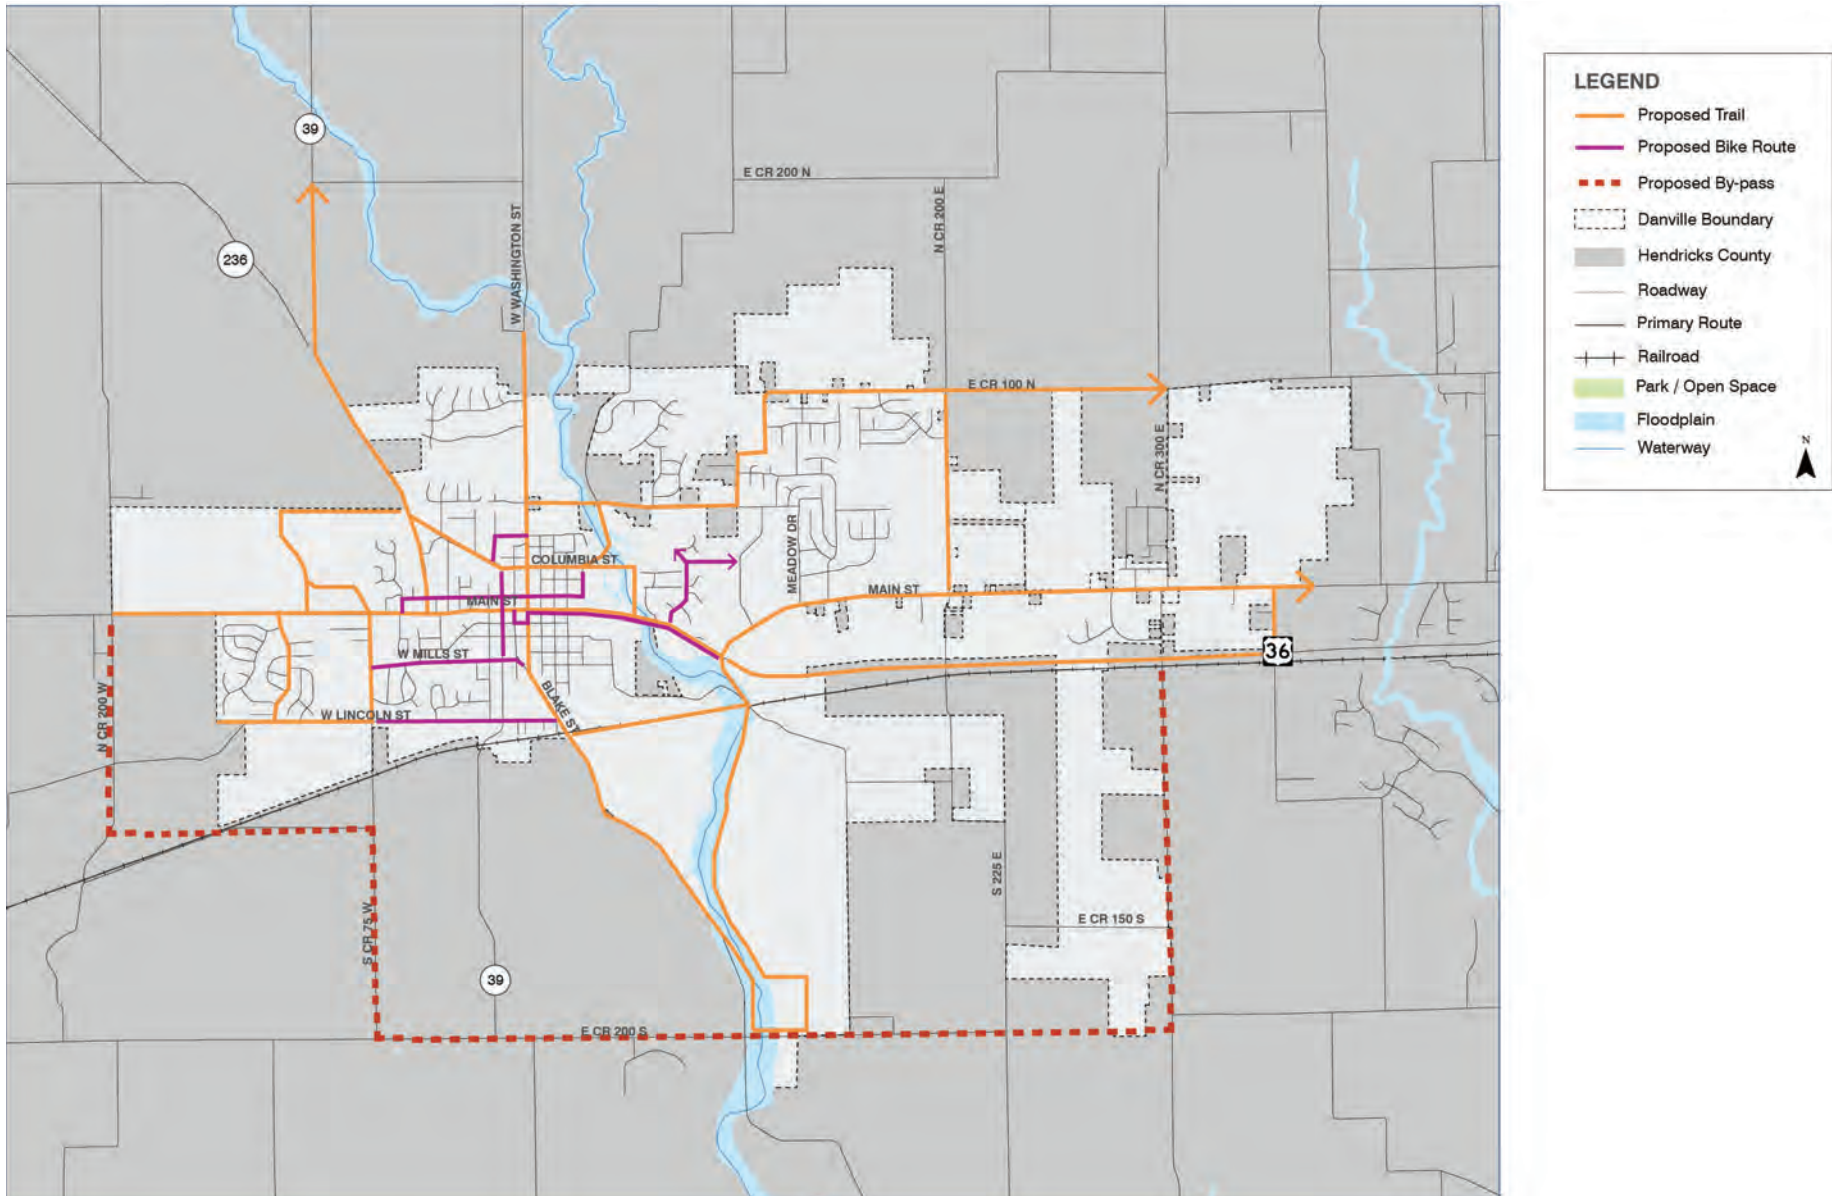 39
E CR 200 N
236
W WASHINGTON ST
N CR 200 E
E CR 100 N
N CR 300 E
MEADOW DR
COLUMBIA ST
MAIN ST
MAIN ST
W MILLS ST
36
BLAKE ST
W LINCOLN ST
N CR 200 W
S 225 E
E CR 150 S
S CR 75 W
39
E CR 200 S
LEGEND
Proposed Trail
Proposed Bike Route
Proposed By-pass
Danville Boundary
Hendricks County
Roadway
Primary Route
Railroad
Park / Open Space
Floodplain
Waterway
N